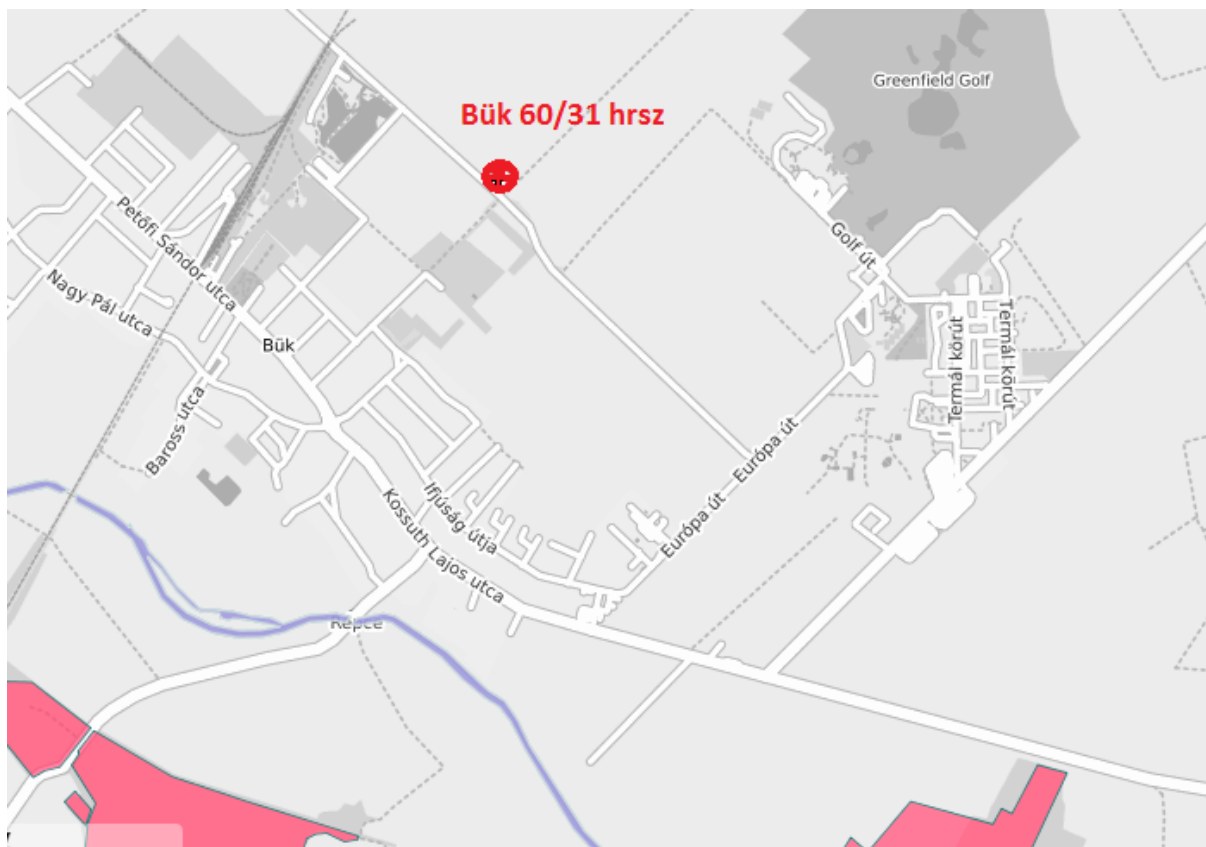 Greenfield Golf
Bük 60/31 hrsz
Petőfi Sándor utca
Golf út
Nagy Pál utca
Termál körút
Termál körút
Bük
Baross utca
Európa út
Ifjúság útja
Európa út
Kossuth Lajos utca
Répce